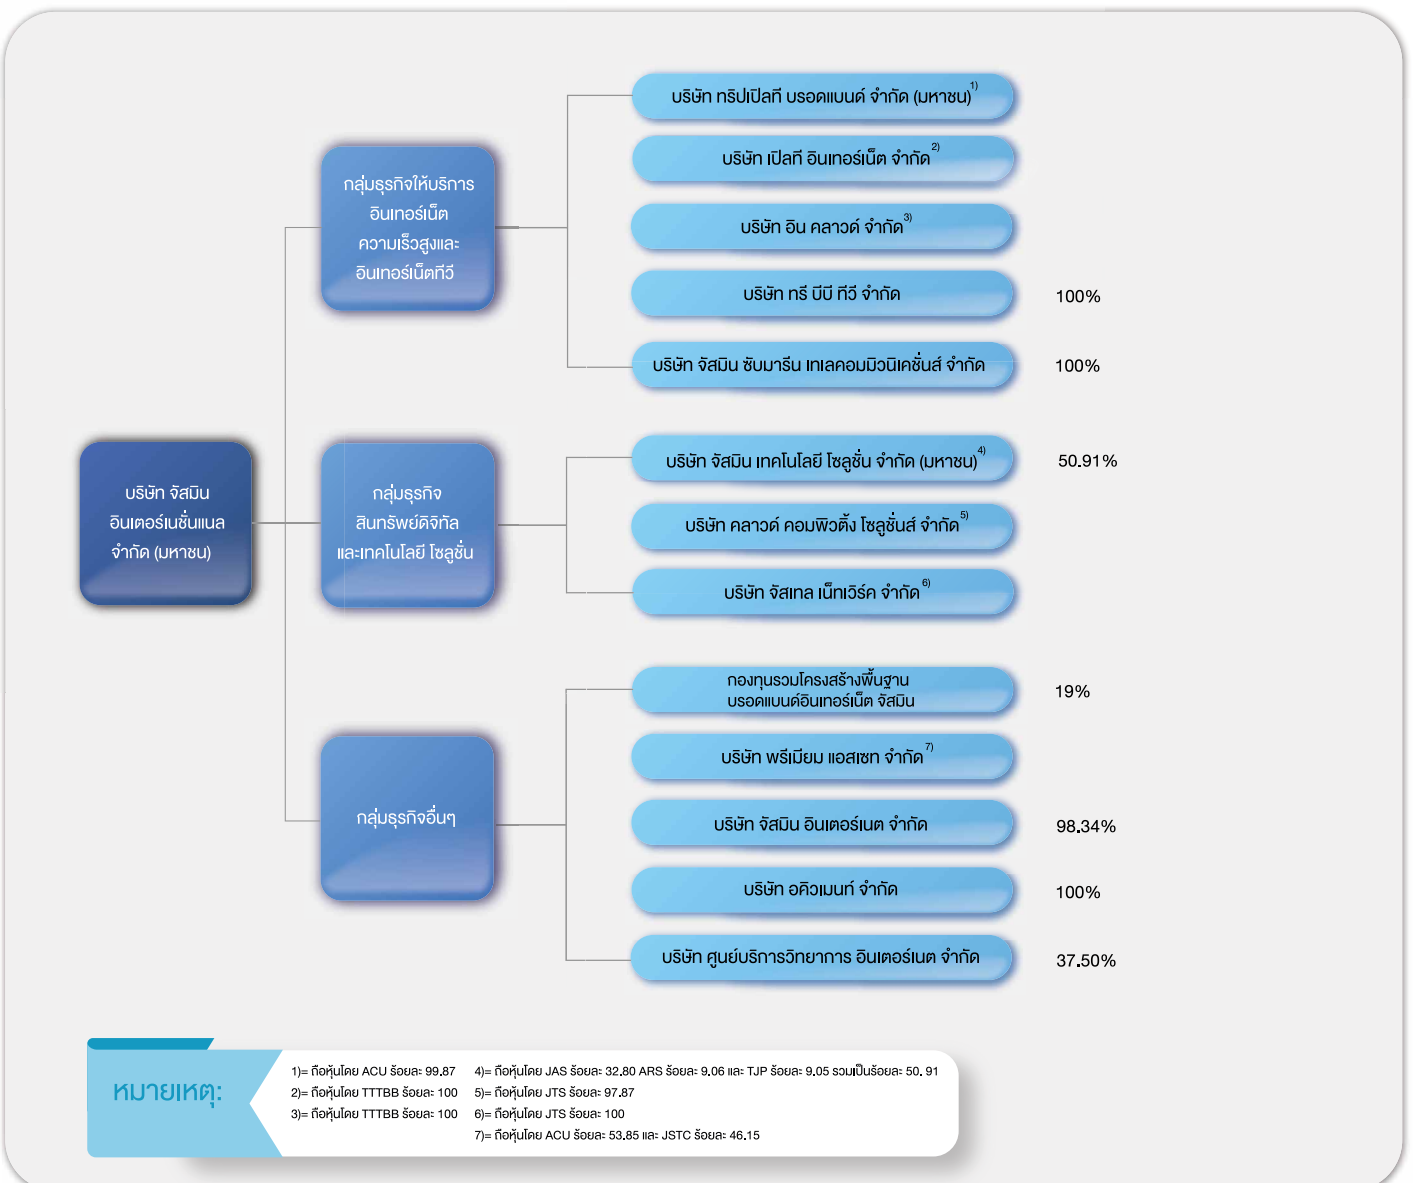 บริษัท จัสมิน
อินเตอร์เนชั่นแนล
จำกัด (มหาชน)
กลุ่มธุรกิจให้บริการ
อินเทอร์เน็ต
ความเร็วสูงและ
อินเทอร์เน็ตทีวี
บริษัท ทริปเปิลที บรอดแบนด์ จำกัด (มหาชน)1)
บริษัท เปิลที อินเทอร์เน็ต จำกัด2)
บริษัท อิน คลาวด์ จำกัด3)
บริษัท ทรี บีบี ทีวี จำกัด 100%
บริษัท จัสมิน ซับมารีน เทเลคอมมิวนิเคชั่นส์ จำกัด 100%
กลุ่มธุรกิจ
สินทรัพย์ดิจิทัล
และเทคโนโลยี โซลูชั่น
บริษัท จัสมิน เทคโนโลยี โซลูชั่น จำกัด (มหาชน)4) 50.91%
บริษัท คลาวด์ คอมพิวติ้ง โซลูชั่นส์ จำกัด5)
บริษัท จัสเทล เน็ทเวิร์ค จำกัด6)
กลุ่มธุรกิจอื่นๆ
กองทุนรวมโครงสร้างพื้นฐาน
บรอดแบนด์อินเทอร์เน็ต จัสมิน 19%
บริษัท พรีเมียม แอสเซท จำกัด7)
บริษัท จัสมิน อินเตอร์เนต จำกัด 98.34%
บริษัท อคิวเมนท์ จำกัด 100%
บริษัท ศูนย์บริการวิทยาการ อินเตอร์เนต จำกัด 37.50%
หมายเหตุ:
1)= ถือหุ้นโดย ACU ร้อยละ 99.87
2)= ถือหุ้นโดย TTTBB ร้อยละ 100
3)= ถือหุ้นโดย TTTBB ร้อยละ 100
4)= ถือหุ้นโดย JAS ร้อยละ 32.80 ARS ร้อยละ 9.06 และ TJP ร้อยละ 9.05 รวมเป็นร้อยละ 50. 91
5)= ถือหุ้นโดย JTS ร้อยละ 97.87
6)= ถือหุ้นโดย JTS ร้อยละ 100
7)= ถือหุ้นโดย ACU ร้อยละ 53.85 และ JSTC ร้อยละ 46.15